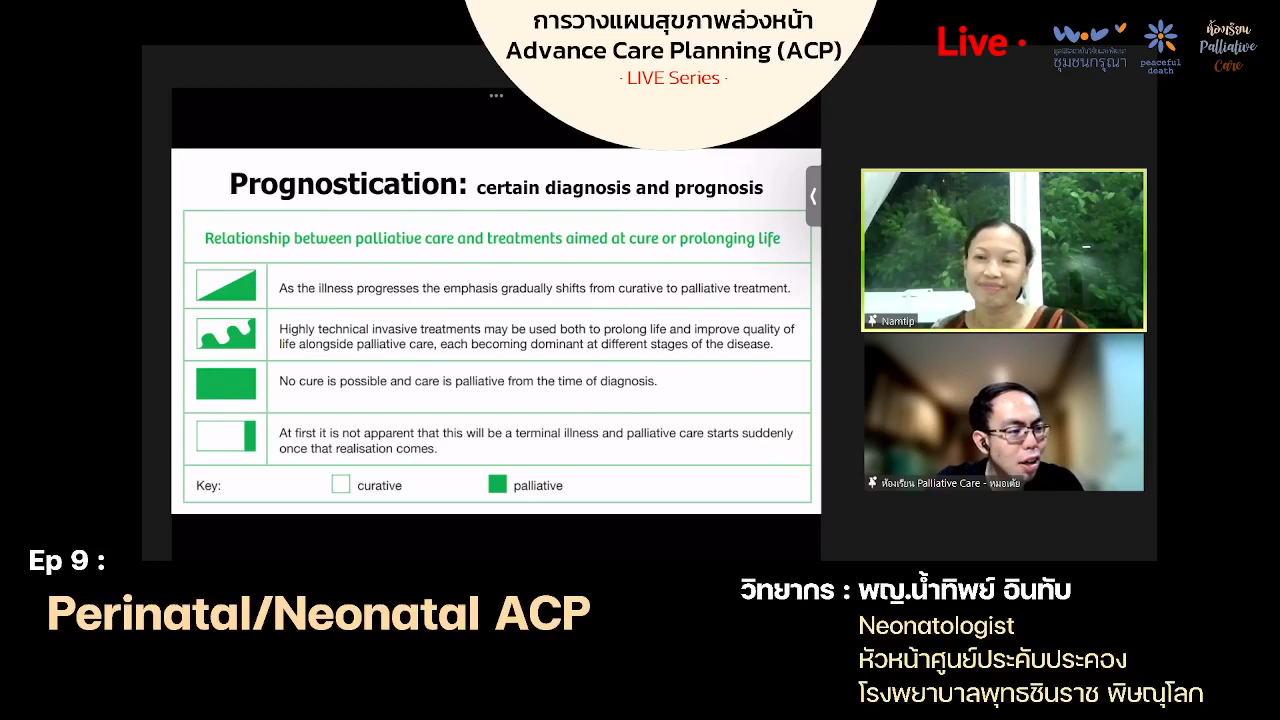 การวางแผนสุขภาพล่วงหน้า
Advance Care Planning (ACP)
· LIVE Series ·
Live ·
ชุมชนกรุณา
peaceful
death
ห้องเรียน
Palliative
Care
Prognostication: certain diagnosis and prognosis
Relationship between palliative care and treatments aimed at cure or prolonging life
As the illness progresses the emphasis gradually shifts from curative to palliative treatment.
Highly technical invasive treatments may be used both to prolong life and improve quality of
life alongside palliative care, each becoming dominant at different stages of the disease.
No cure is possible and care is palliative from the time of diagnosis.
At first it is not apparent that this will be a terminal illness and palliative care starts suddenly
once that realisation comes.
Key: curative palliative
Namtip
ห้องเรียน Palliative Care - หมอเต้ย
Ep 9 :
Perinatal/Neonatal ACP
วิทยากร : พญ.น้ำทิพย์ อินทับ
Neonatologist
หัวหน้าศูนย์ประคับประคอง
โรงพยาบาลพุทธชินราช พิษณุโลก